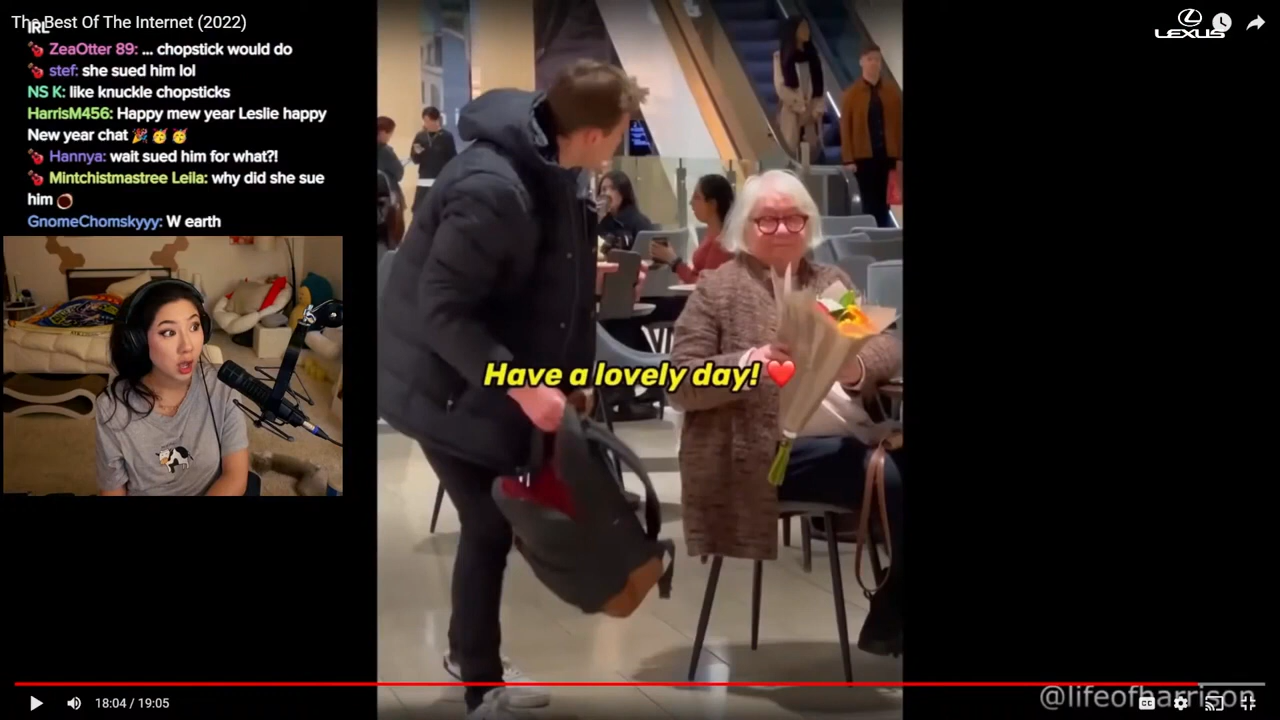 The Best Of The Internet (2022)
IRL
ZeaOtter 89: ... chopstick would do
stef: she sued him lol
NS K: like knuckle chopsticks
HarrisM456: Happy mew year Leslie happy
New year chat 🎉 🥳 🥳
Hannya: wait sued him for what?!
Mintchistmastree Leila: why did she sue
him
GnomeChomskyyy: W earth
LEXUS
Have a lovely day! ❤️
18:04 / 19:05
@lifeofharrison
CC